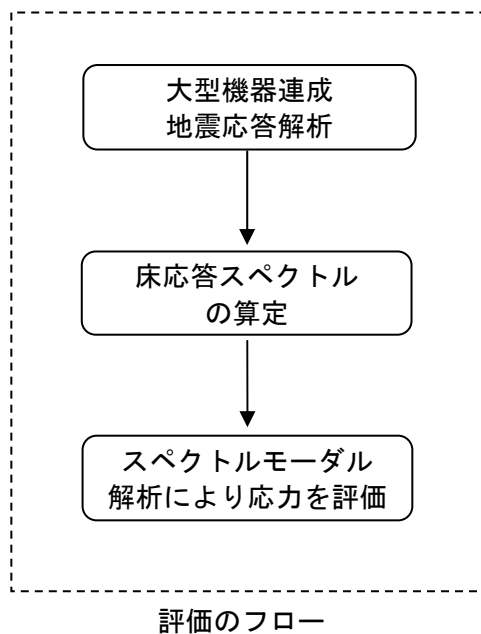 大型機器連成
地震応答解析
床応答スペクトル
の算定
スペクトルモーダル
解析により応力を評価
評価のフロー